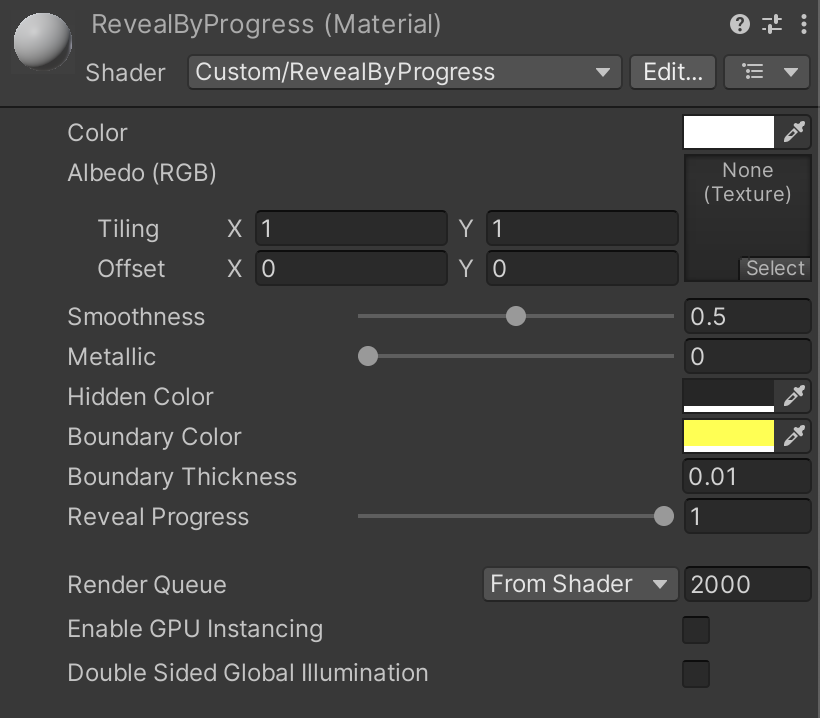 RevealByProgress (Material)
Shader Custom/RevealByProgress Edit...
Color
Albedo (RGB) None (Texture)
Tiling X 1 Y 1
Offset X 0 Y 0 Select
Smoothness 0.5
Metallic 0
Hidden Color
Boundary Color
Boundary Thickness 0.01
Reveal Progress 1
Render Queue From Shader 2000
Enable GPU Instancing
Double Sided Global Illumination